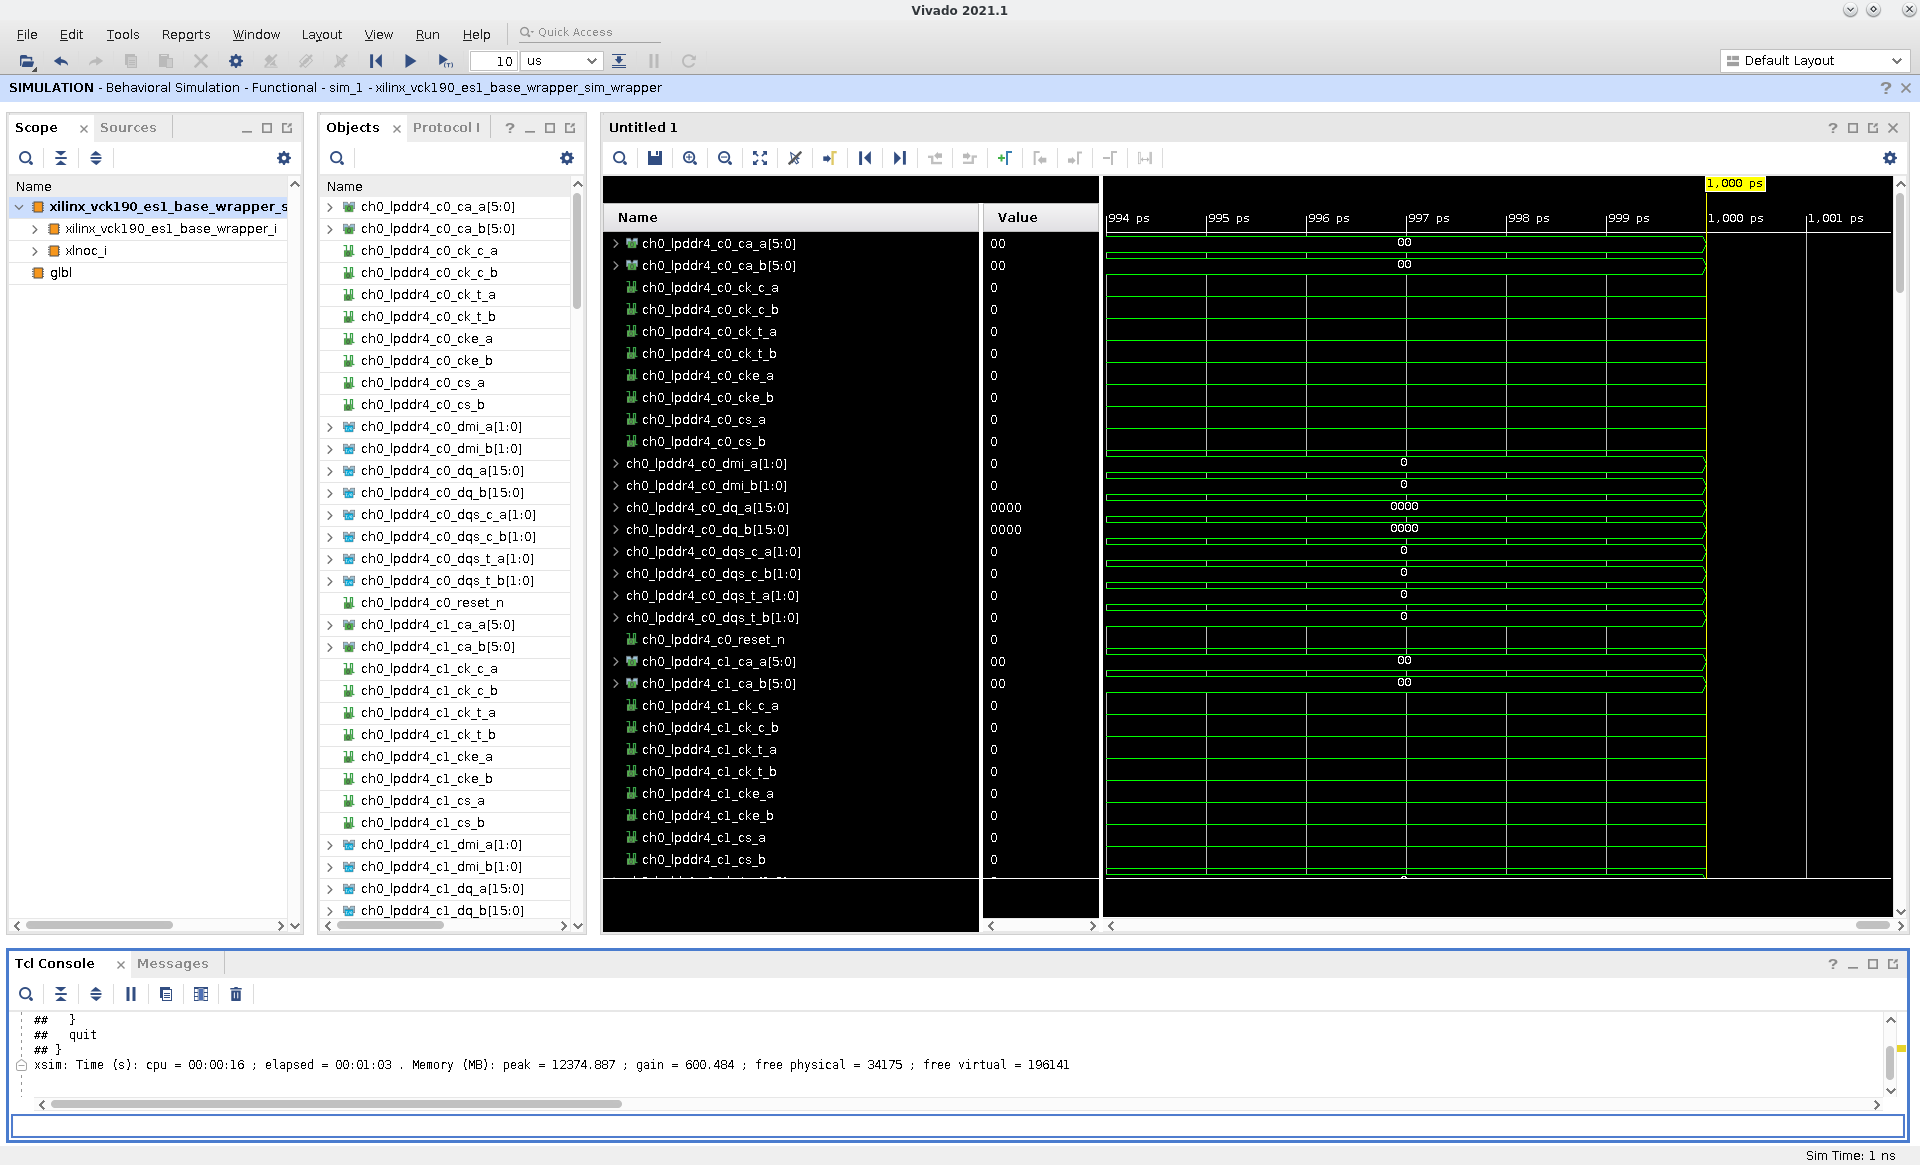 Vivado 2021.1
File Edit Tools Reports Window Layout View Run Help Quick Access
10 us Default Layout
SIMULATION - Behavioral Simulation - Functional - sim_1 - xilinx_vck190_es1_base_wrapper_sim_wrapper
Scope Sources
Name
xilinx_vck190_es1_base_wrapper_s
xilinx_vck190_es1_base_wrapper_i
xlnoc_i
glbl
Objects Protocol I
Name
ch0_lpddr4_c0_ca_a[5:0]
ch0_lpddr4_c0_ca_b[5:0]
ch0_lpddr4_c0_ck_c_a
ch0_lpddr4_c0_ck_c_b
ch0_lpddr4_c0_ck_t_a
ch0_lpddr4_c0_ck_t_b
ch0_lpddr4_c0_cke_a
ch0_lpddr4_c0_cke_b
ch0_lpddr4_c0_cs_a
ch0_lpddr4_c0_cs_b
ch0_lpddr4_c0_dmi_a[1:0]
ch0_lpddr4_c0_dmi_b[1:0]
ch0_lpddr4_c0_dq_a[15:0]
ch0_lpddr4_c0_dq_b[15:0]
ch0_lpddr4_c0_dqs_c_a[1:0]
ch0_lpddr4_c0_dqs_c_b[1:0]
ch0_lpddr4_c0_dqs_t_a[1:0]
ch0_lpddr4_c0_dqs_t_b[1:0]
ch0_lpddr4_c0_reset_n
ch0_lpddr4_c1_ca_a[5:0]
ch0_lpddr4_c1_ca_b[5:0]
ch0_lpddr4_c1_ck_c_a
ch0_lpddr4_c1_ck_c_b
ch0_lpddr4_c1_ck_t_a
ch0_lpddr4_c1_ck_t_b
ch0_lpddr4_c1_cke_a
ch0_lpddr4_c1_cke_b
ch0_lpddr4_c1_cs_a
ch0_lpddr4_c1_cs_b
ch0_lpddr4_c1_dmi_a[1:0]
ch0_lpddr4_c1_dmi_b[1:0]
ch0_lpddr4_c1_dq_a[15:0]
ch0_lpddr4_c1_dq_b[15:0]
Untitled 1
1,000 ps
Name Value 994 ps 995 ps 996 ps 997 ps 998 ps 999 ps 1,000 ps 1,001 ps
ch0_lpddr4_c0_ca_a[5:0] 00 00
ch0_lpddr4_c0_ca_b[5:0] 00 00
ch0_lpddr4_c0_ck_c_a 0
ch0_lpddr4_c0_ck_c_b 0
ch0_lpddr4_c0_ck_t_a 0
ch0_lpddr4_c0_ck_t_b 0
ch0_lpddr4_c0_cke_a 0
ch0_lpddr4_c0_cke_b 0
ch0_lpddr4_c0_cs_a 0
ch0_lpddr4_c0_cs_b 0
ch0_lpddr4_c0_dmi_a[1:0] 0 0
ch0_lpddr4_c0_dmi_b[1:0] 0 0
ch0_lpddr4_c0_dq_a[15:0] 0000 0000
ch0_lpddr4_c0_dq_b[15:0] 0000 0000
ch0_lpddr4_c0_dqs_c_a[1:0] 0 0
ch0_lpddr4_c0_dqs_c_b[1:0] 0 0
ch0_lpddr4_c0_dqs_t_a[1:0] 0 0
ch0_lpddr4_c0_dqs_t_b[1:0] 0 0
ch0_lpddr4_c0_reset_n 0
ch0_lpddr4_c1_ca_a[5:0] 00 00
ch0_lpddr4_c1_ca_b[5:0] 00 00
ch0_lpddr4_c1_ck_c_a 0
ch0_lpddr4_c1_ck_c_b 0
ch0_lpddr4_c1_ck_t_a 0
ch0_lpddr4_c1_ck_t_b 0
ch0_lpddr4_c1_cke_a 0
ch0_lpddr4_c1_cke_b 0
ch0_lpddr4_c1_cs_a 0
ch0_lpddr4_c1_cs_b 0
Tcl Console Messages
## }
## quit
## }
xsim: Time (s): cpu = 00:00:16 ; elapsed = 00:01:03 . Memory (MB): peak = 12374.887 ; gain = 600.484 ; free physical = 34175 ; free virtual = 196141
Sim Time: 1 ns